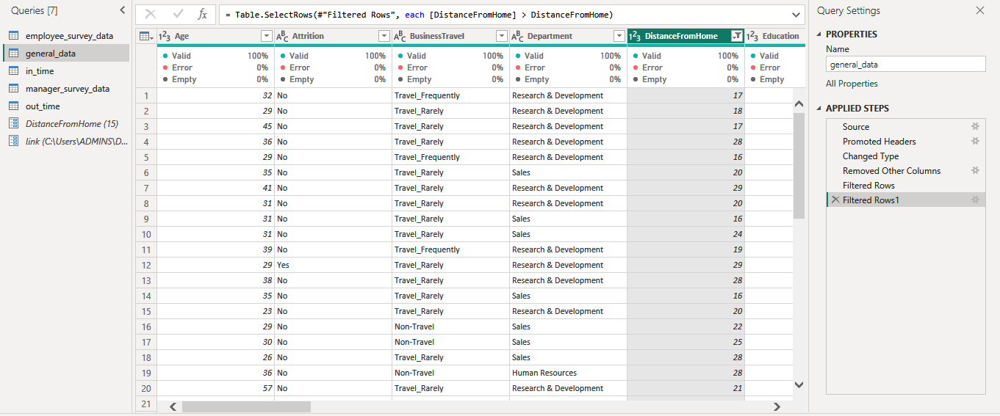 Queries [7]
employee_survey_data
general_data
in_time
manager_survey_data
out_time
DistanceFromHome (15)
link (C:\Users\ADMINS\D...
fx = Table.SelectRows(#"Filtered Rows", each [DistanceFromHome] > DistanceFromHome)
1²3 Age ABC Attrition ABC BusinessTravel ABC Department 1²3 DistanceFromHome 1²3 Education
Valid 100% Valid 100% Valid 100% Valid 100% Valid 100% Valid
Error 0% Error 0% Error 0% Error 0% Error 0% Error
Empty 0% Empty 0% Empty 0% Empty 0% Empty 0% Empty
1 32 No Travel_Frequently Research & Development 17
2 29 No Travel_Rarely Research & Development 18
3 45 No Travel_Rarely Research & Development 17
4 36 No Travel_Rarely Research & Development 28
5 29 No Travel_Frequently Research & Development 16
6 35 No Travel_Rarely Sales 20
7 41 No Travel_Rarely Research & Development 29
8 31 No Travel_Rarely Research & Development 20
9 31 No Travel_Rarely Sales 16
10 31 No Travel_Rarely Sales 24
11 39 No Travel_Frequently Research & Development 19
12 29 Yes Travel_Rarely Research & Development 29
13 38 No Travel_Rarely Research & Development 28
14 35 No Travel_Rarely Sales 16
15 23 No Travel_Rarely Research & Development 20
16 29 No Non-Travel Sales 22
17 30 No Non-Travel Sales 25
18 26 No Travel_Rarely Sales 28
19 36 No Non-Travel Human Resources 28
20 57 No Travel_Rarely Research & Development 21
21
Query Settings
PROPERTIES
Name
general_data
All Properties
APPLIED STEPS
Source
Promoted Headers
Changed Type
Removed Other Columns
Filtered Rows
Filtered Rows1